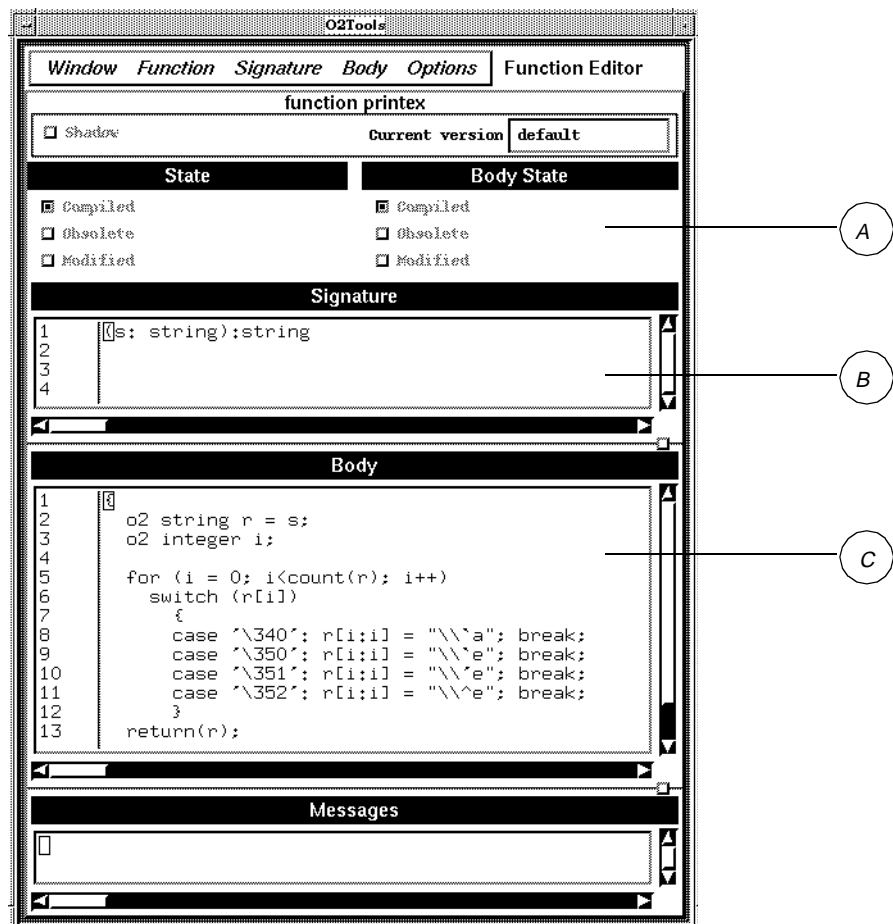 O2Tools
Window Function Signature Body Options Function Editor
function printex
Shadow Current version default
State Body State
Compiled Compiled
Obsolete Obsolete
Modified Modified
A
Signature
1 (s: string):string
2
3
4
B
Body
1 {
2 o2 string r = s;
3 o2 integer i;
4
5 for (i = 0; i<count(r); i++)
6 switch (r[i])
7 {
8 case '\340': r[i:i] = "\\`a"; break;
9 case '\350': r[i:i] = "\\`e"; break;
10 case '\351': r[i:i] = "\\'e"; break;
11 case '\352': r[i:i] = "\\^e"; break;
12 }
13 return(r);
C
Messages